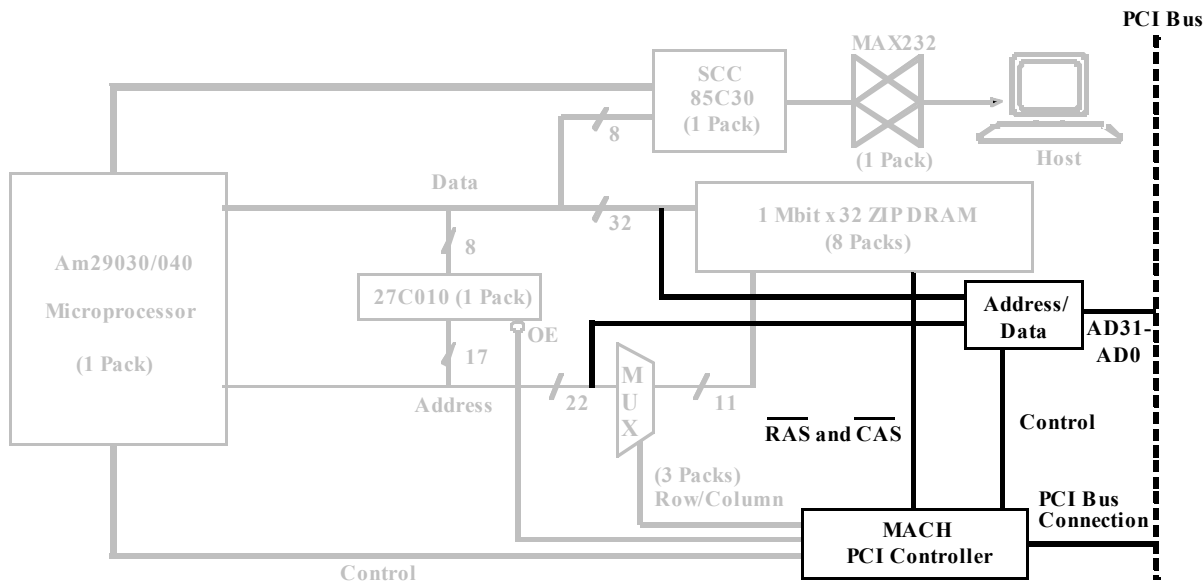 PCI Bus
MAX232
SCC
85C30
(1 Pack)
8
(1 Pack)
Host
Data
32
1 Mbit x 32 ZIP DRAM
(8 Packs)
8
Am29030/040
Microprocessor
(1 Pack)
27C010 (1 Pack)
OE
17
Address/
Data
AD31-
AD0
Address
22
MUX
11
RAS and CAS
Control
(3 Packs)
Row/Column
PCI Bus
Connection
MACH
PCI Controller
Control